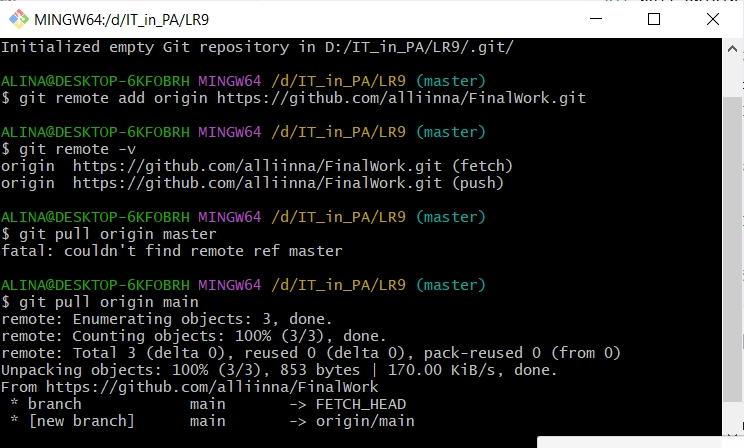 MINGW64:/d/IT_in_PA/LR9
Initialized empty Git repository in D:/IT_in_PA/LR9/.git/
ALINA@DESKTOP-6KFOBRH MINGW64 /d/IT_in_PA/LR9 (master)
$ git remote add origin https://github.com/alliinna/FinalWork.git
ALINA@DESKTOP-6KFOBRH MINGW64 /d/IT_in_PA/LR9 (master)
$ git remote -v
origin  https://github.com/alliinna/FinalWork.git (fetch)
origin  https://github.com/alliinna/FinalWork.git (push)
ALINA@DESKTOP-6KFOBRH MINGW64 /d/IT_in_PA/LR9 (master)
$ git pull origin master
fatal: couldn't find remote ref master
ALINA@DESKTOP-6KFOBRH MINGW64 /d/IT_in_PA/LR9 (master)
$ git pull origin main
remote: Enumerating objects: 3, done.
remote: Counting objects: 100% (3/3), done.
remote: Total 3 (delta 0), reused 0 (delta 0), pack-reused 0 (from 0)
Unpacking objects: 100% (3/3), 853 bytes | 170.00 KiB/s, done.
From https://github.com/alliinna/FinalWork
 * branch            main       -> FETCH_HEAD
 * [new branch]      main       -> origin/main